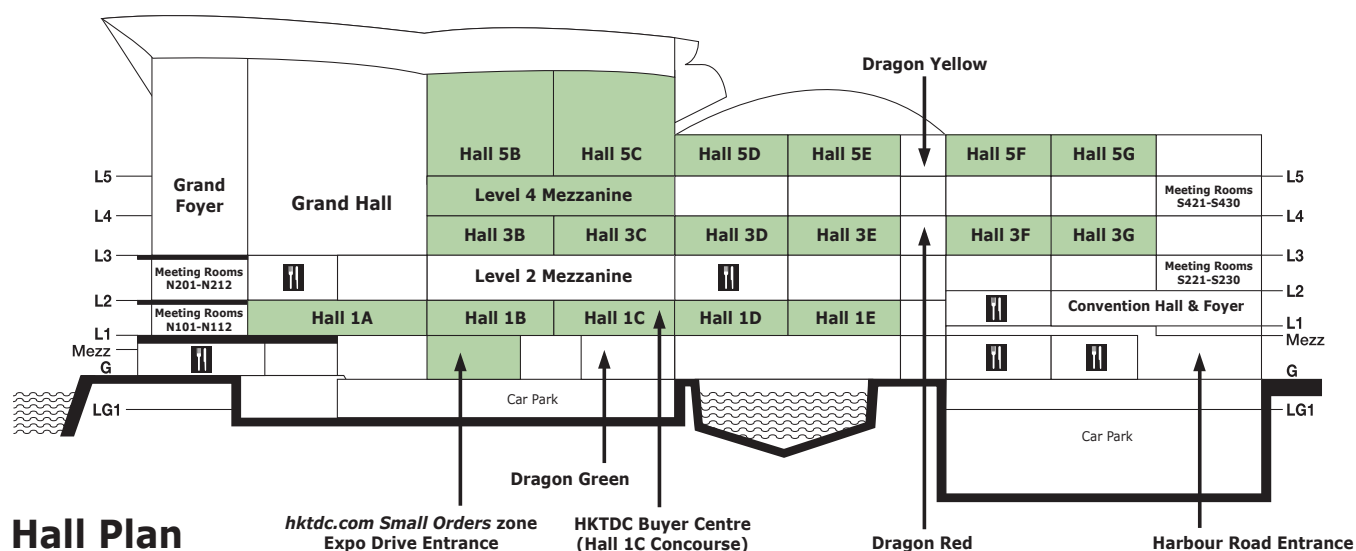 Dragon Yellow
Hall 5B
Hall 5C
Hall 5D
Hall 5E
Hall 5F
Hall 5G
L5
L5
Grand
Foyer
Grand Hall
Level 4 Mezzanine
Meeting Rooms
S421-S430
L4
L4
Hall 3B
Hall 3C
Hall 3D
Hall 3E
Hall 3F
Hall 3G
L3
L3
Meeting Rooms
N201-N212
Level 2 Mezzanine
Meeting Rooms
S221-S230
L2
L2
Meeting Rooms
N101-N112
Hall 1A
Hall 1B
Hall 1C
Hall 1D
Hall 1E
Convention Hall & Foyer
L1
L1
Mezz
Mezz
G
G
LG1
LG1
Car Park
Car Park
Dragon Green
Hall Plan
hktdc.com Small Orders zone
Expo Drive Entrance
HKTDC Buyer Centre
(Hall 1C Concourse)
Dragon Red
Harbour Road Entrance